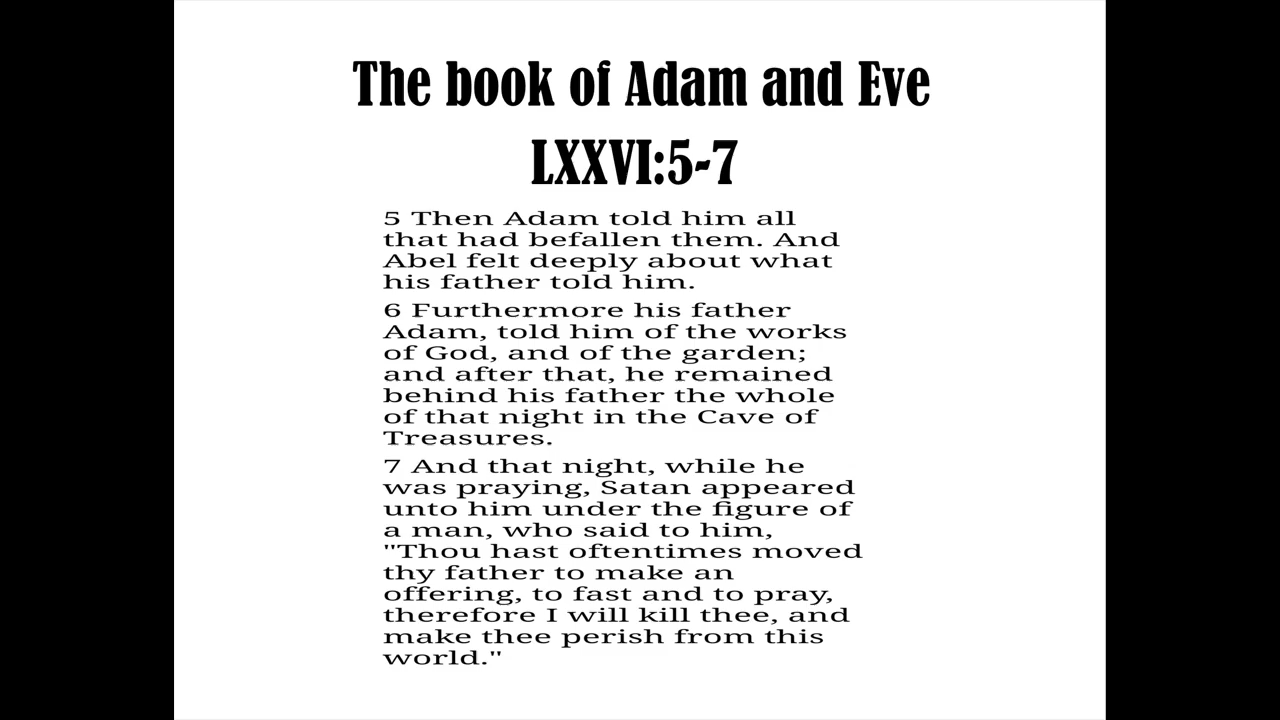 The book of Adam and Eve
LXXVI:5-7
5 Then Adam told him all
that had befallen them. And
Abel felt deeply about what
his father told him.
6 Furthermore his father
Adam, told him of the works
of God, and of the garden;
and after that, he remained
behind his father the whole
of that night in the Cave of
Treasures.
7 And that night, while he
was praying, Satan appeared
unto him under the figure of
a man, who said to him,
"Thou hast oftentimes moved
thy father to make an
offering, to fast and to pray,
therefore I will kill thee, and
make thee perish from this
world."